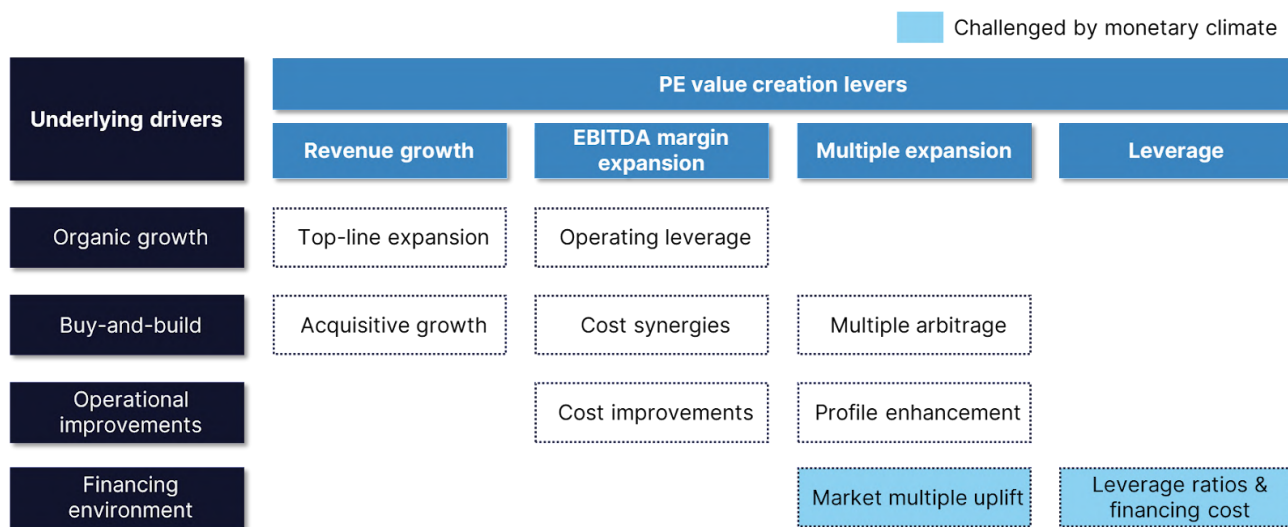 Challenged by monetary climate
Underlying drivers
PE value creation levers
Revenue growth
EBITDA margin
expansion
Multiple expansion
Leverage
Organic growth
Top-line expansion
Operating leverage
Buy-and-build
Acquisitive growth
Cost synergies
Multiple arbitrage
Operational
improvements
Cost improvements
Profile enhancement
Financing
environment
Market multiple uplift
Leverage ratios &
financing cost